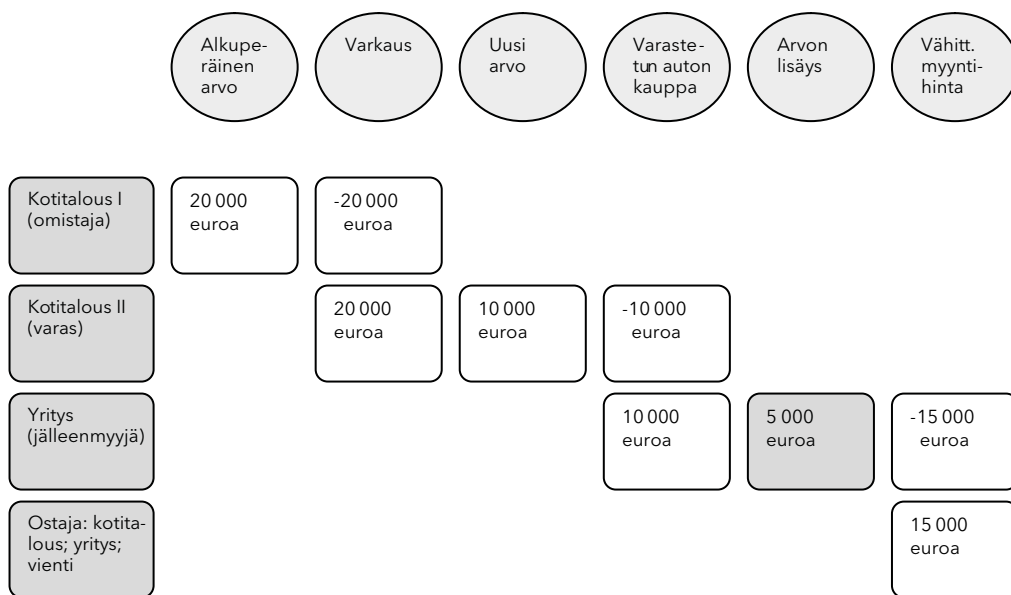 Alkupe-
räinen
arvo
Varkaus
Uusi
arvo
Varaste-
tun auton
kauppa
Arvon
lisäys
Vähitt.
myynti-
hinta
Kotitalous I
(omistaja)
20 000
euroa
-20 000
euroa
Kotitalous II
(varas)
20 000
euroa
10 000
euroa
-10 000
euroa
Yritys
(jälleenmyyjä)
10 000
euroa
5 000
euroa
-15 000
euroa
Ostaja: kotita-
lous; yritys;
vienti
15 000
euroa